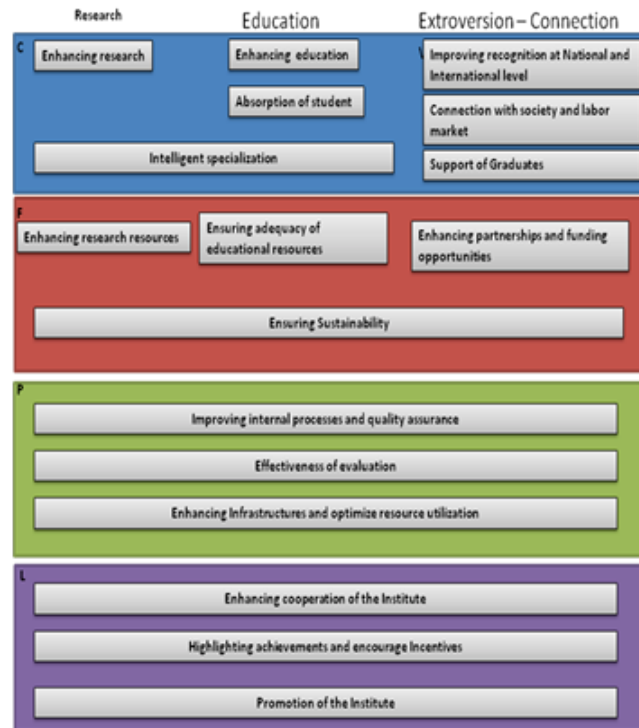 Research
Education
Extroversion – Connection
C
Enhancing research
Enhancing education
Improving recognition at National and
International level
Absorption of student
Connection with society and labor
market
Intelligent specialization
Support of Graduates
F
Enhancing research resources
Ensuring adequacy of
educational resources
Enhancing partnerships and funding
opportunities
Ensuring Sustainability
P
Improving internal processes and quality assurance
Effectiveness of evaluation
Enhancing Infrastructures and optimize resource utilization
L
Enhancing cooperation of the Institute
Highlighting achievements and encourage Incentives
Promotion of the Institute